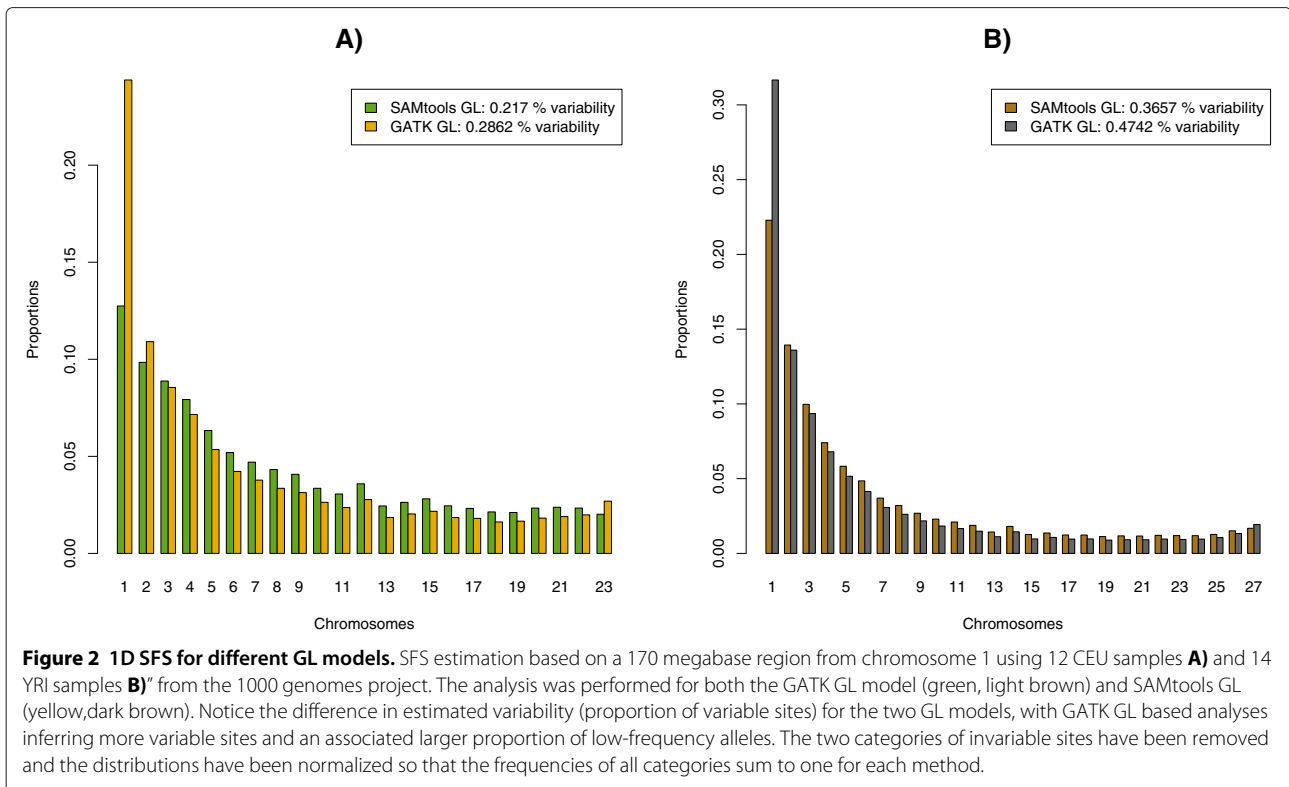 A)
SAMtools GL: 0.217 % variability
GATK GL: 0.2862 % variability
Proportions
0.00 0.05 0.10 0.15 0.20
1 2 3 4 5 6 7 8 9 11 13 15 17 19 21 23
Chromosomes
B)
SAMtools GL: 0.3657 % variability
GATK GL: 0.4742 % variability
Proportions
0.00 0.05 0.10 0.15 0.20 0.25 0.30
1 3 5 7 9 11 13 15 17 19 21 23 25 27
Chromosomes
Figure 2 1D SFS for different GL models. SFS estimation based on a 170 megabase region from chromosome 1 using 12 CEU samples A) and 14
YRI samples B)" from the 1000 genomes project. The analysis was performed for both the GATK GL model (green, light brown) and SAMtools GL
(yellow,dark brown). Notice the difference in estimated variability (proportion of variable sites) for the two GL models, with GATK GL based analyses
inferring more variable sites and an associated larger proportion of low-frequency alleles. The two categories of invariable sites have been removed
and the distributions have been normalized so that the frequencies of all categories sum to one for each method.